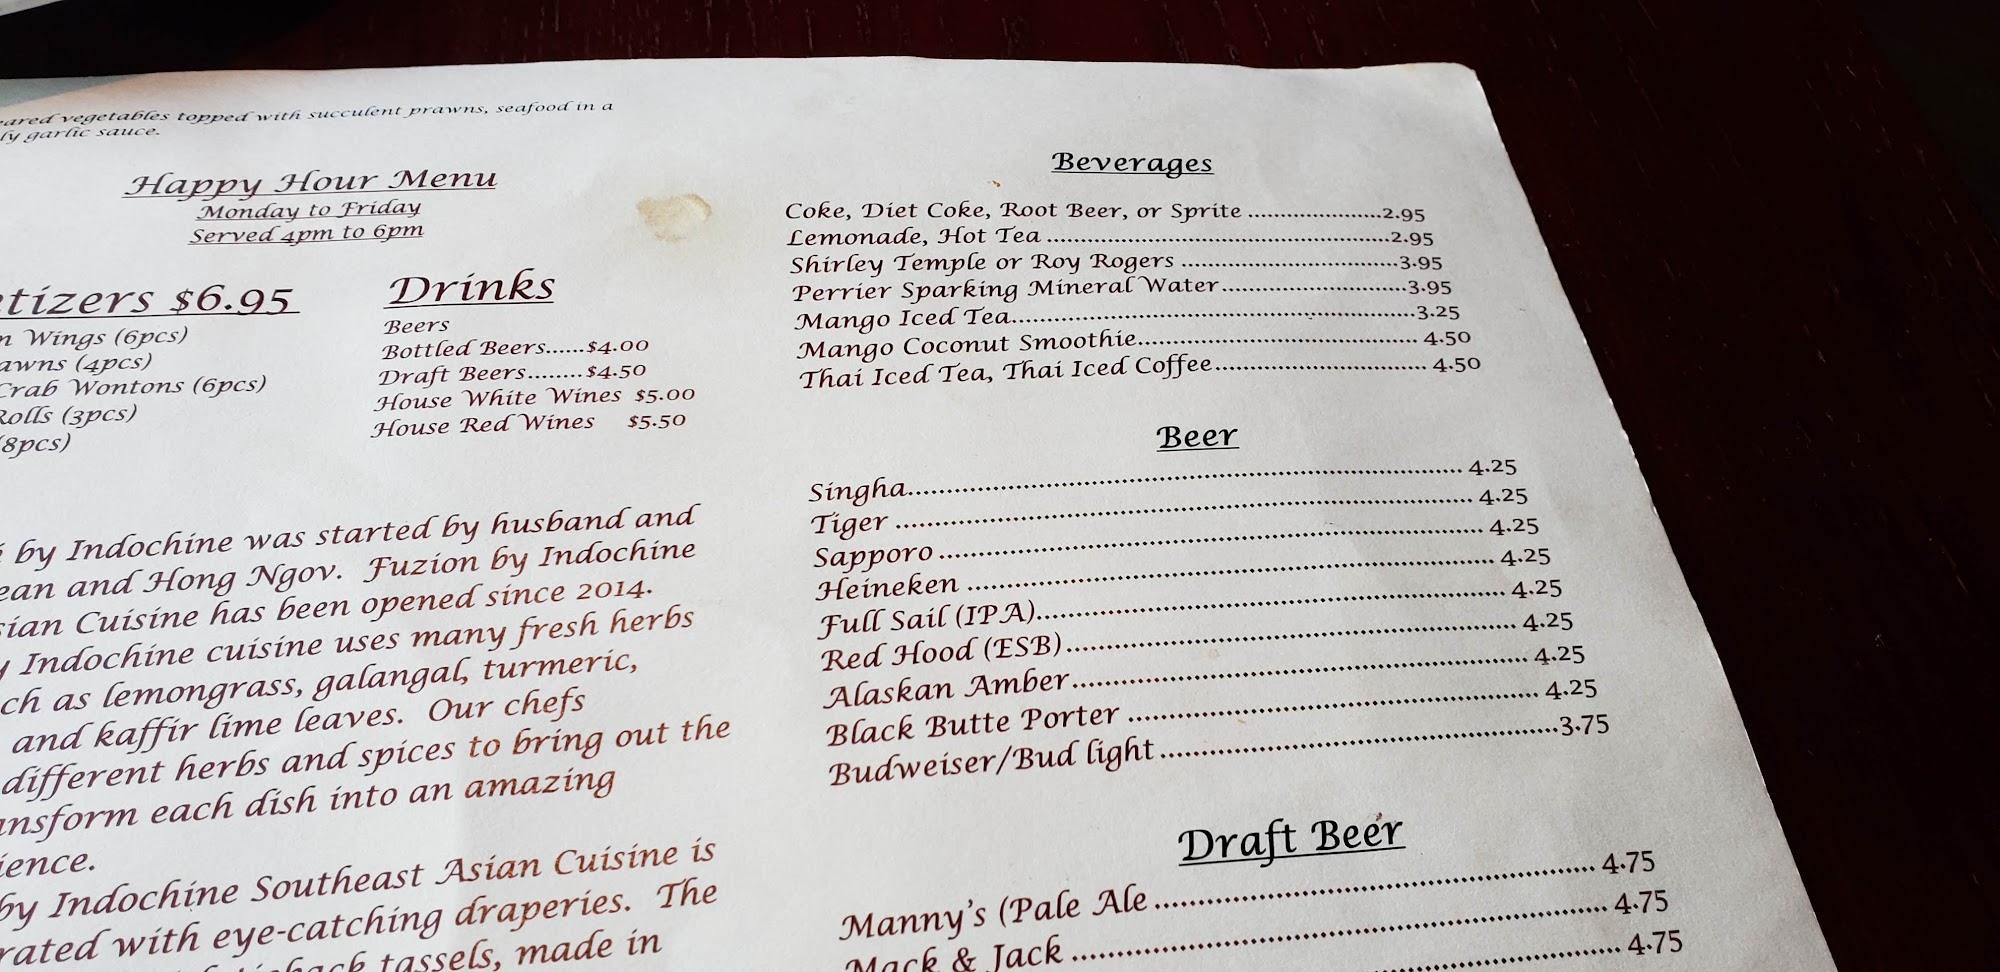 vegetables topped with succulent prawns, seafood in a
garlic sauce.
Happy Hour Menu
Monday to Friday
Served 4pm to 6pm
$6.95
Wings (6pcs)
(4pcs)
Crab Wontons (6pcs)
Rolls (3pcs)
(8pcs)
Drinks
Beers
Bottled Beers......$4.00
Draft Beers........$4.50
House White Wines $5.00
House Red Wines $5.50
by Indochine was started by husband and
and Hong Ngov. Fuzion by Indochine
Cuisine has been opened since 2014.
Indochine cuisine uses many fresh herbs
as lemongrass, galangal, turmeric,
and kaffir lime leaves. Our chefs
different herbs and spices to bring out the
each dish into an amazing
by Indochine Southeast Asian Cuisine is
with eye-catching draperies. The
tassels, made in
Beverages
Coke, Diet Coke, Root Beer, or Sprite .....................2.95
Lemonade, Hot Tea .....................................................2.95
Shirley Temple or Roy Rogers .................................3.95
Perrier Sparking Mineral Water............................3.95
Mango Iced Tea..............................................................3.25
Mango Coconut Smoothie........................................... 4.50
Thai Iced Tea, Thai Iced Coffee................................. 4.50
Beer
Singha..................................................................... 4.25
Tiger ........................................................................ 4.25
Sapporo .................................................................... 4.25
Heineken .................................................................. 4.25
Full Sail (IPA)........................................................... 4.25
Red Hood (ESB)......................................................... 4.25
Alaskan Amber.......................................................... 4.25
Black Butte Porter .................................................... 4.25
Budweiser/Bud light..................................................3.75
Draft Beer
Manny's (Pale Ale ...................................................... 4.75
Mack & Jack ................................................................ 4.75
4.75